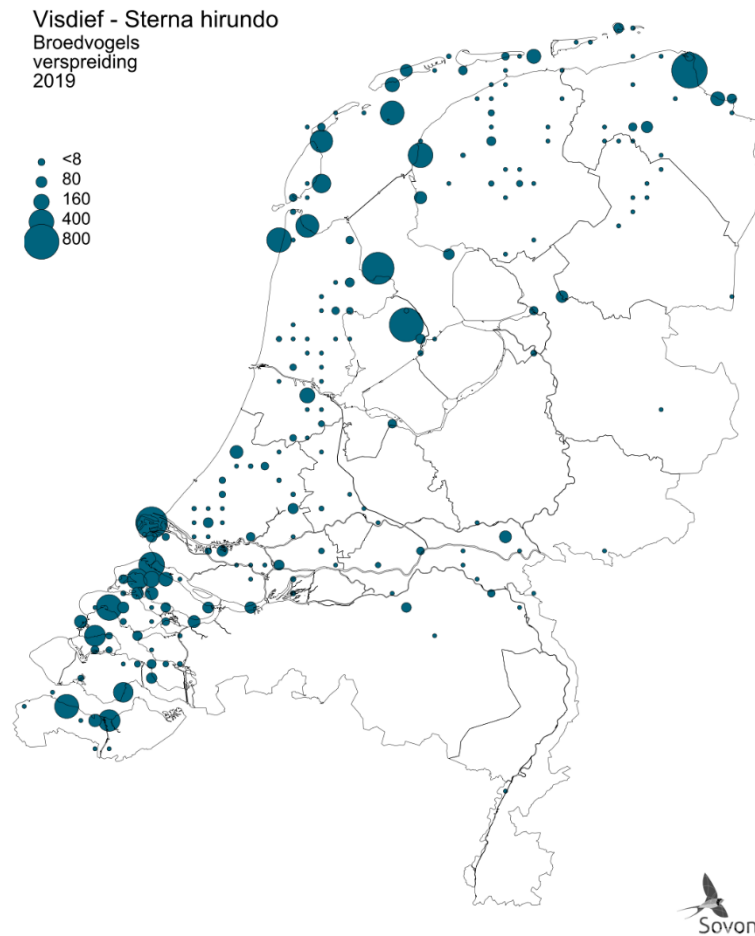 Visdief - Sterna hirundo
Broedvogels
verspreiding
2019
<8
80
160
400
800
Sovon